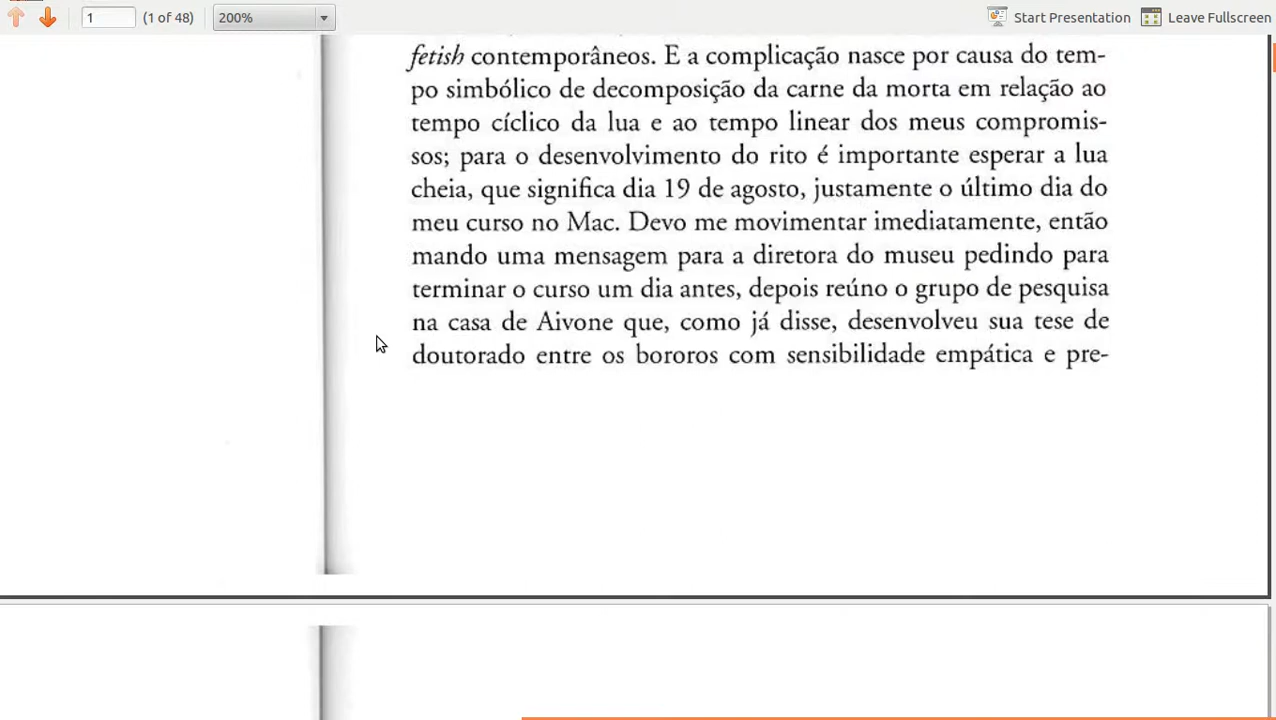 1
(1 of 48)
200%
Start Presentation
Leave Fullscreen
fetish contemporâneos. E a complicação nasce por causa do tem-
po simbólico de decomposição da carne da morta em relação ao
tempo cíclico da lua e ao tempo linear dos meus compromis-
sos; para o desenvolvimento do rito é importante esperar a lua
cheia, que significa dia 19 de agosto, justamente o último dia do
meu curso no Mac. Devo me movimentar imediatamente, então
mando uma mensagem para a diretora do museu pedindo para
terminar o curso um dia antes, depois reúno o grupo de pesquisa
na casa de Aivone que, como já disse, desenvolveu sua tese de
doutorado entre os bororos com sensibilidade empática e pre-